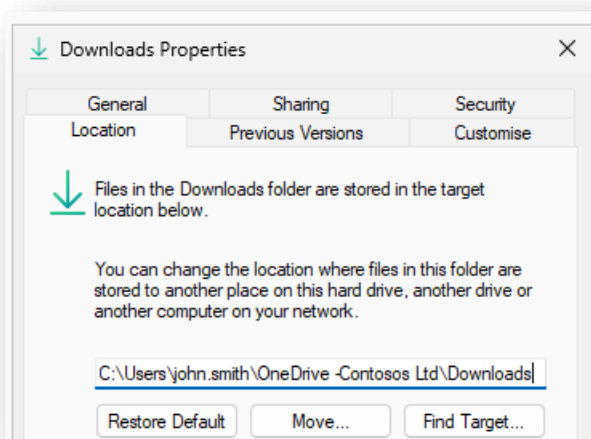 Downloads Properties
General Sharing Security
Location Previous Versions Customise
Files in the Downloads folder are stored in the target
location below.
You can change the location where files in this folder are
stored to another place on this hard drive, another drive or
another computer on your network.
C:\Users\john.smith\OneDrive -Contosos Ltd\Downloads
Restore Default Move... Find Target...